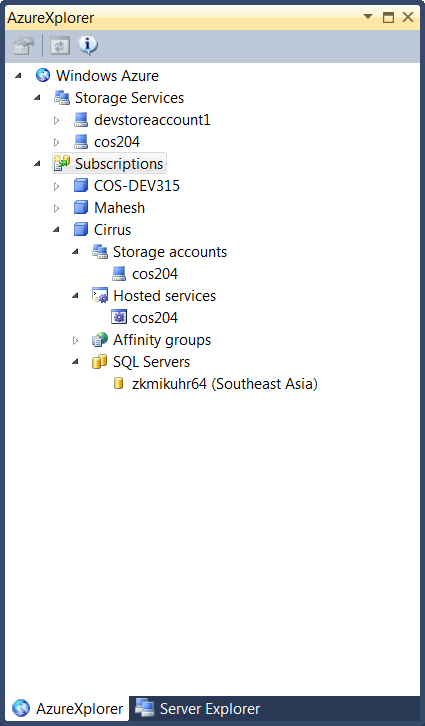 AzureXplorer
Windows Azure
Storage Services
devstoreaccount1
cos204
Subscriptions
COS-DEV315
Mahesh
Cirrus
Storage accounts
cos204
Hosted services
cos204
Affinity groups
SQL Servers
zkmikuhr64 (Southeast Asia)
AzureXplorer Server Explorer